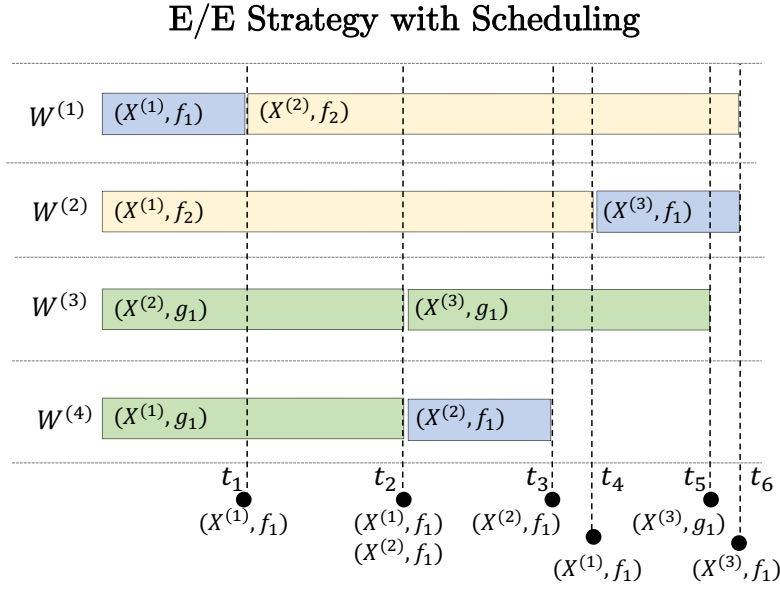 E/E Strategy with Scheduling
W^(1) (X^(1), f_1) (X^(2), f_2)
W^(2) (X^(1), f_2) (X^(3), f_1)
W^(3) (X^(2), g_1) (X^(3), g_1)
W^(4) (X^(1), g_1) (X^(2), f_1)
t_1 t_2 t_3 t_4 t_5 t_6
(X^(1), f_1) (X^(1), f_1) (X^(2), f_1) (X^(3), g_1)
(X^(2), f_1)
(X^(1), f_1) (X^(3), f_1)